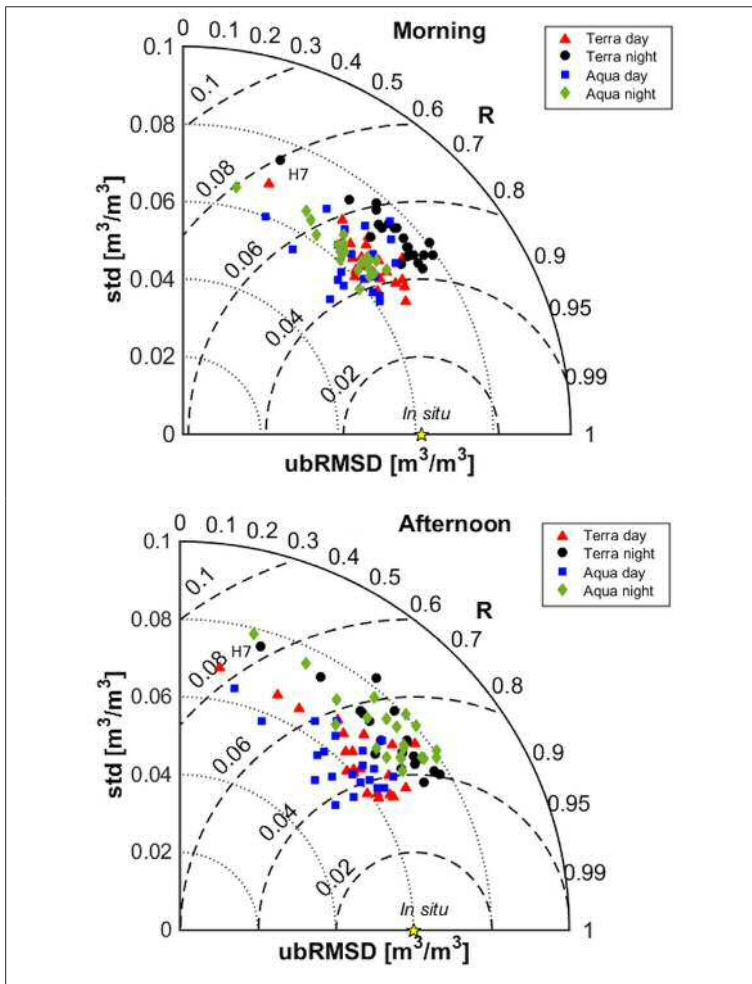 Morning
Terra day
Terra night
Aqua day
Aqua night
0.1
0.08
0.06
0.04
0.02
0
std [m³/m³]
0
0.1
0.2
0.3
0.4
0.5
0.6
0.7
0.8
0.9
0.95
0.99
1
R
0.1
0.08
0.06
0.04
0.02
H7
In situ
ubRMSD [m³/m³]
Afternoon
Terra day
Terra night
Aqua day
Aqua night
0.1
0.08
0.06
0.04
0.02
0
std [m³/m³]
0
0.1
0.2
0.3
0.4
0.5
0.6
0.7
0.8
0.9
0.95
0.99
1
R
0.1
0.08
0.06
0.04
0.02
H7
In situ
ubRMSD [m³/m³]